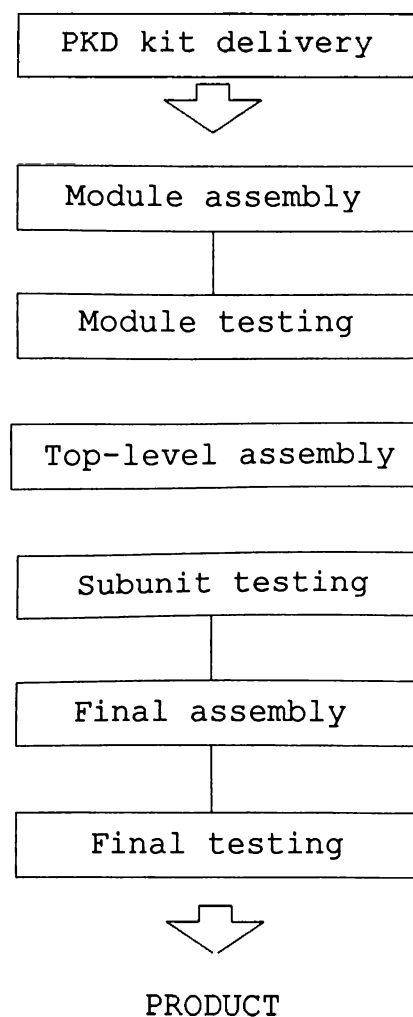 PKD kit delivery
Module assembly
Module testing
Top-level assembly
Subunit testing
Final assembly
Final testing
PRODUCT